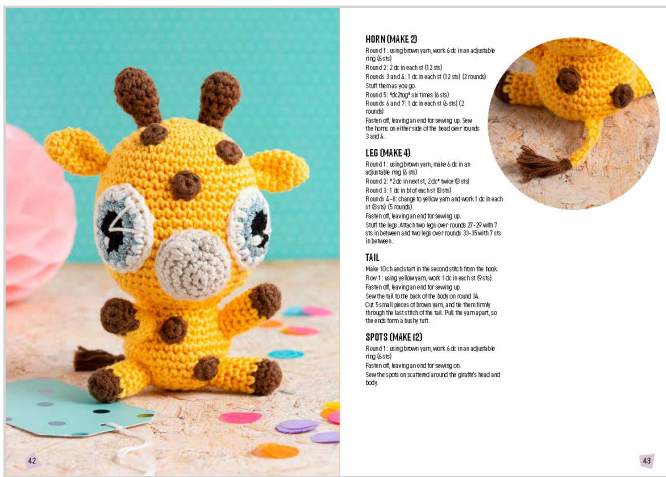 HORN (MAKE 2)
Round 1: using brown yarn, work 6 dc in an adjustable
ring (6 sts)
Round 2: 2 dc in each st (12 sts)
Rounds 3 and 4: 1 dc in each st (12 sts) (2 rounds)
Stuff them as you go.
Round 5: *dc2tog* six times (6 sts)
Rounds 6 and 7: 1 dc in each st (6 sts) (2
rounds)
Fasten off, leaving an end for sewing up. Sew
the horns on either side of the head over rounds
3 and 4.
LEG (MAKE 4)
Round 1: using brown yarn, make 6 dc in an
adjustable ring (6 sts)
Round 2: *2 dc in next st, 2 dc* twice (8 sts)
Round 3: 1 dc in bl of each st (8 sts)
Rounds 4–8: change to yellow yarn and work 1 dc in each
st (8 sts) (5 rounds)
Fasten off, leaving an end for sewing up.
Stuff the legs. Attach two legs over rounds 27–29 with 7
sts in between and two legs over rounds 33–35 with 7 sts
in between.
TAIL
Make 10 ch and start in the second stitch from the hook.
Row 1: using yellow yarn, work 1 dc in each st (9 sts)
Fasten off, leaving an end for sewing up.
Sew the tail to the back of the body on round 34.
Cut 5 small pieces of brown yarn, and tie them firmly
through the last stitch of the tail. Pull the yarn apart, so
the ends form a bushy tuft.
SPOTS (MAKE 12)
Round 1: using brown yarn, work 6 dc in an adjustable
ring (6 sts)
Fasten off, leaving an end for sewing on.
Sew the spots on scattered around the giraffe's head and
body.
42
43